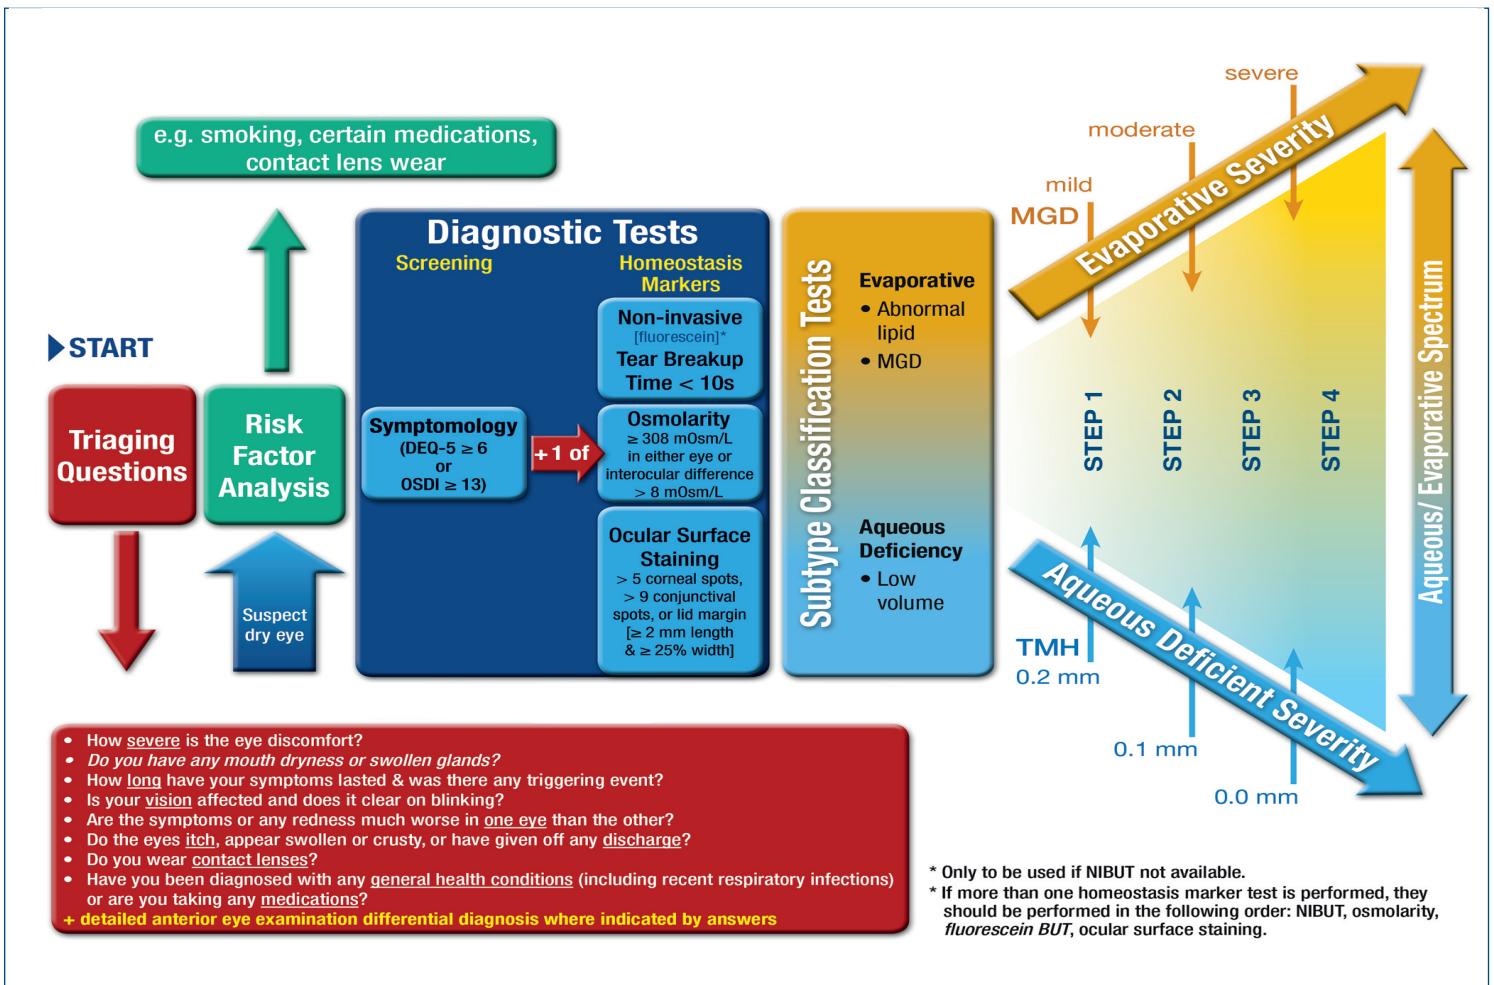 e.g. smoking, certain medications,
contact lens wear
▶START
Triaging
Questions
Risk
Factor
Analysis
Suspect
dry eye
Diagnostic Tests
Screening
Homeostasis
Markers
Symptomology
(DEQ-5 ≥ 6
or
OSDI ≥ 13)
+1 of
Non-invasive
[fluorescein]*
Tear Breakup
Time < 10s
Osmolarity
≥ 308 mOsm/L
in either eye or
interocular difference
> 8 mOsm/L
Ocular Surface
Staining
> 5 corneal spots,
> 9 conjunctival
spots, or lid margin
[≥ 2 mm length
& ≥ 25% width]
Subtype Classification Tests
Evaporative
• Abnormal
lipid
• MGD
Aqueous
Deficiency
• Low
volume
severe
moderate
mild
MGD
Evaporative Severity
STEP 1
STEP 2
STEP 3
STEP 4
Aqueous Deficient Severity
TMH
0.2 mm
0.1 mm
0.0 mm
Aqueous/ Evaporative Spectrum
• How severe is the eye discomfort?
• Do you have any mouth dryness or swollen glands?
• How long have your symptoms lasted & was there any triggering event?
• Is your vision affected and does it clear on blinking?
• Are the symptoms or any redness much worse in one eye than the other?
• Do the eyes itch, appear swollen or crusty, or have given off any discharge?
• Do you wear contact lenses?
• Have you been diagnosed with any general health conditions (including recent respiratory infections)
or are you taking any medications?
+ detailed anterior eye examination differential diagnosis where indicated by answers
* Only to be used if NIBUT not available.
* If more than one homeostasis marker test is performed, they
should be performed in the following order: NIBUT, osmolarity,
fluorescein BUT, ocular surface staining.